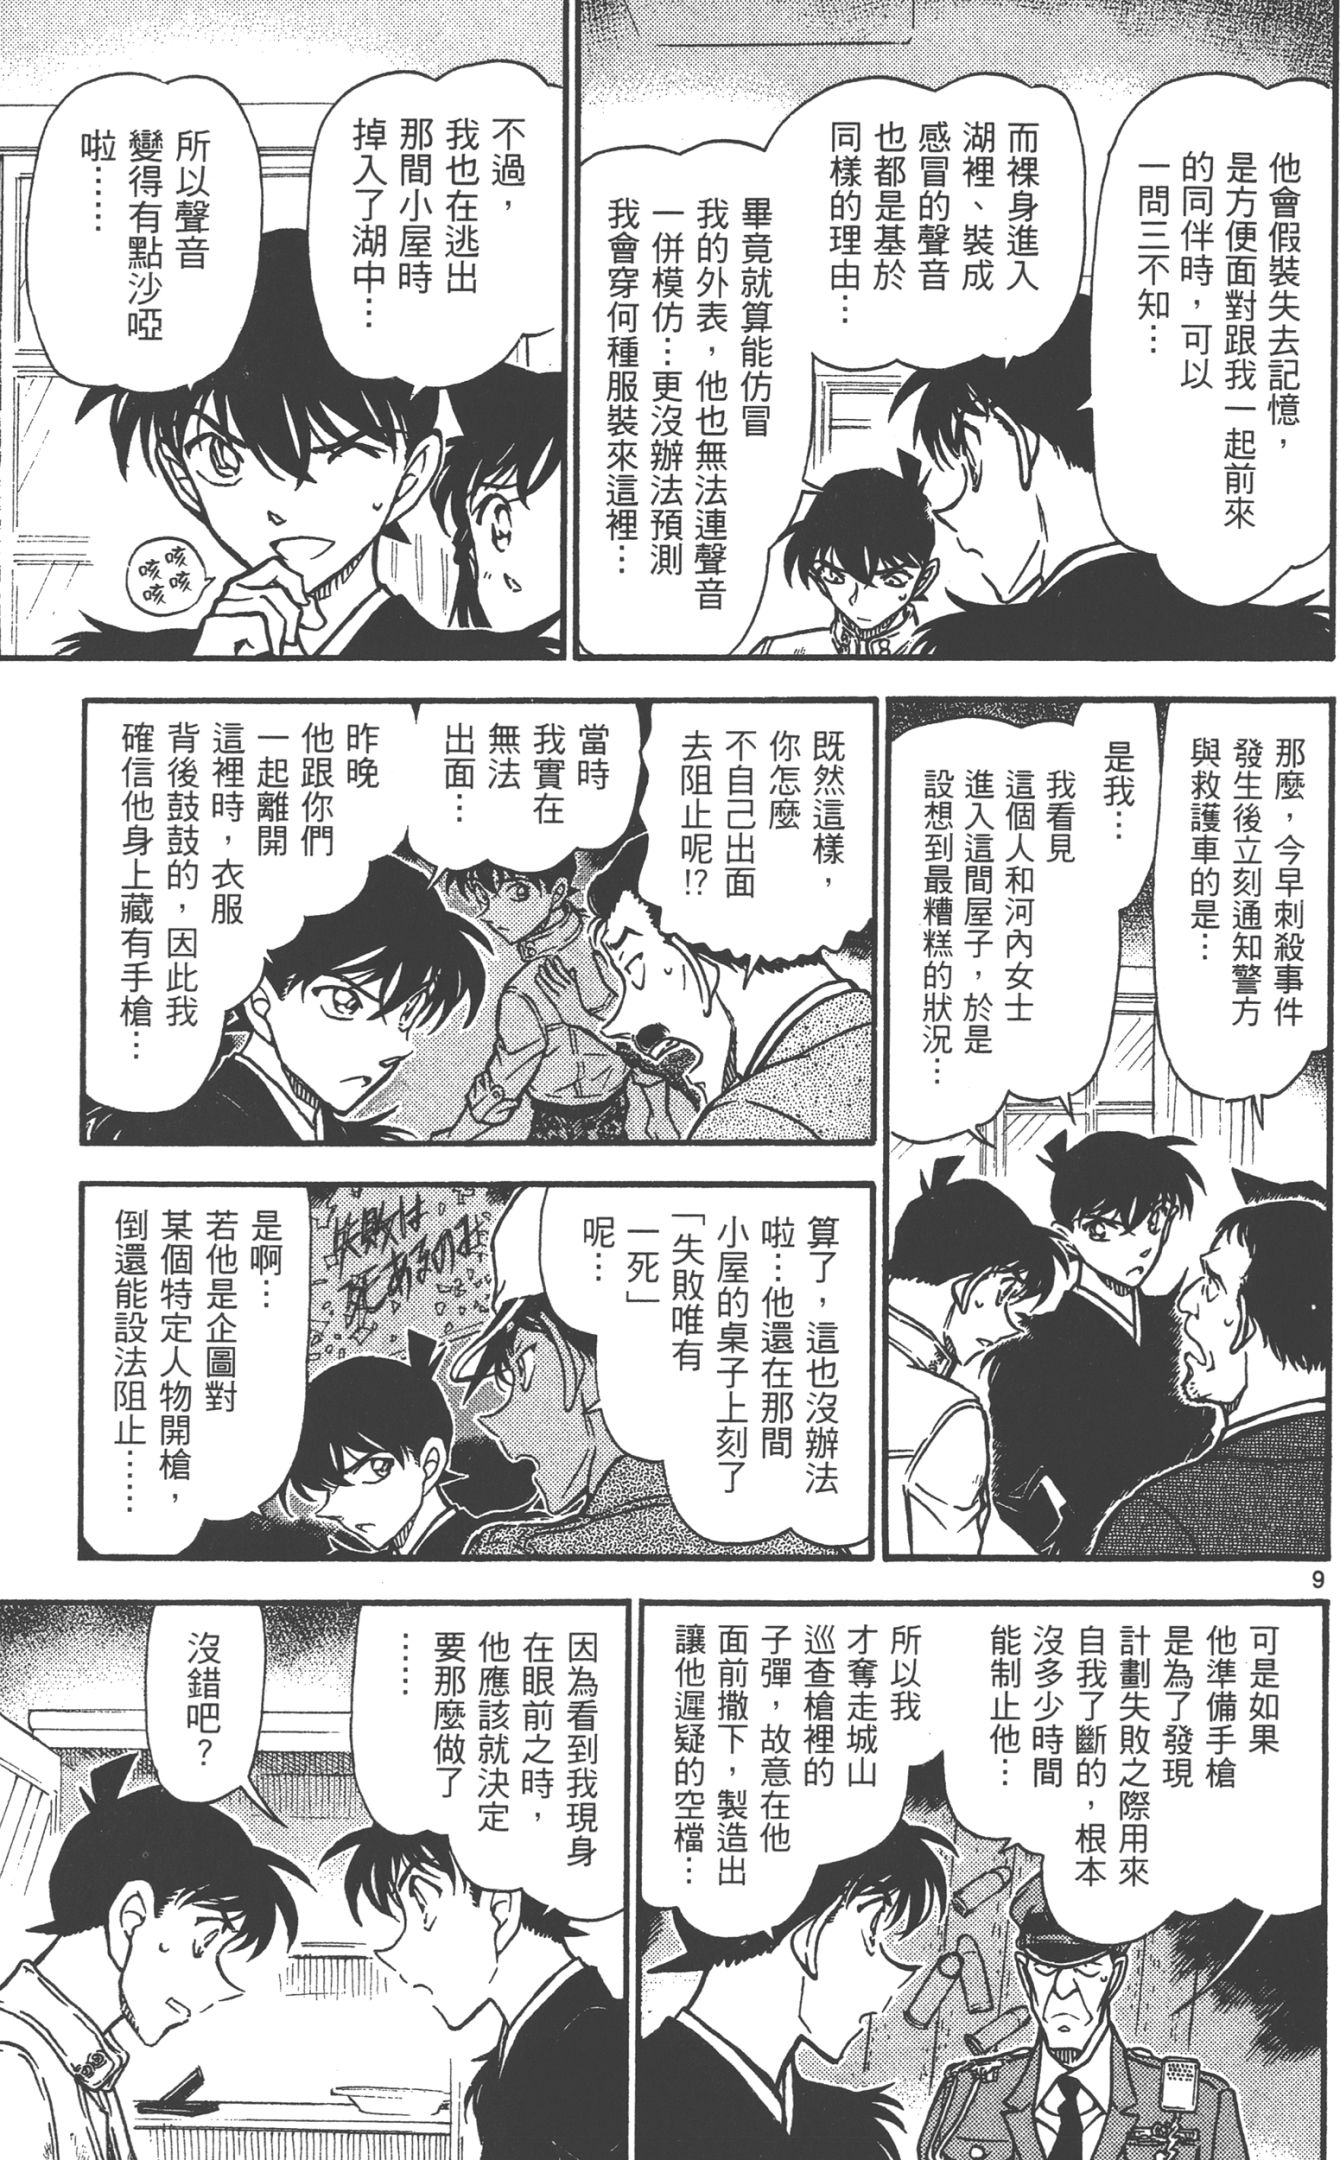 他會假裝失去記憶，
是方便面對跟我一起前來
的同伴時，可以
一問三不知…
而裸身進入
湖裡、裝成
感冒的聲音
也都是基於
同樣的理由…
畢竟就算能仿冒
我的外表，他也無法連聲音
一併模仿…更沒辦法預測
我會穿何種服裝來這裡…
不過，
我也在逃出
那間小屋時
掉入了湖中…
所以聲音
變得有點沙啞
啦……
咳咳
咳咳
咳
那麼，今早刺殺事件
發生後立刻通知警方
與救護車的是…
是我…
我看見
這個人和河內女士
進入這間屋子，於是
設想到最糟糕的狀況…
既然這樣，
你怎麼
不自己出面
去阻止呢!?
當時
我實在
無法
出面…
昨晚
他跟你們
一起離開
這裡時，衣服
背後鼓鼓的，因此我
確信他身上藏有手槍…
算了，這也沒辦法
啦…他還在那間
小屋的桌子上刻了
「失敗唯有
一死」
呢…
失敗は
死あるのみ
是啊…
若他是企圖對
某個特定人物開槍，
倒還能設法阻止……
9
可是如果
他準備手槍
是為了發現
計劃失敗之際用來
自我了斷的，根本
沒多少時間
能制止他…
所以我
才奪走城山
巡查槍裡的
子彈，故意在他
面前撒下，製造出
讓他遲疑的空檔…
因為看到我現身
在眼前之時，
他應該就決定
要那麼做了
……
沒錯吧？